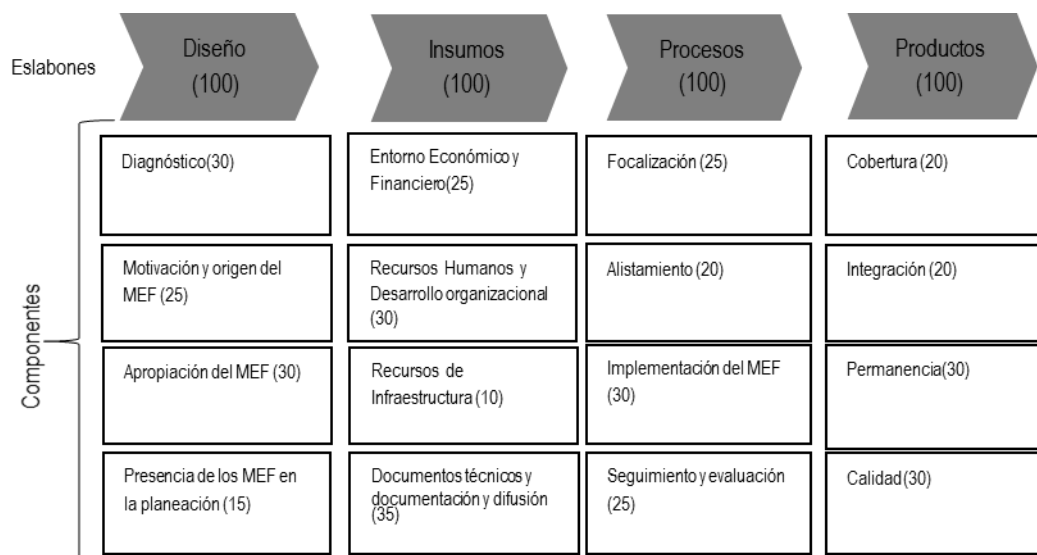 Eslabones
Diseño
(100)
Insumos
(100)
Procesos
(100)
Productos
(100)
Componentes
Diagnóstico(30)
Entorno Económico y
Financiero(25)
Focalización (25)
Cobertura (20)
Motivación y origen del
MEF (25)
Recursos Humanos y
Desarrollo organizacional
(30)
Alistamiento (20)
Integración (20)
Apropiación del MEF (30)
Recursos de
Infraestructura (10)
Implementación del MEF
(30)
Permanencia(30)
Presencia de los MEF en
la planeación (15)
Documentos técnicos y
documentación y difusión
(35)
Seguimiento y evaluación
(25)
Calidad(30)